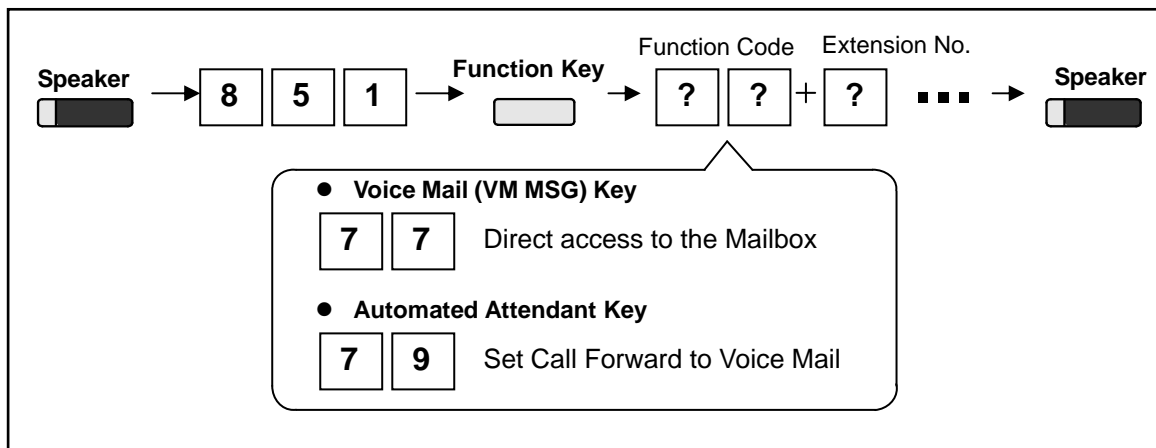 Function Code Extension No.
Speaker Function Key Speaker
8 5 1 ? ? + ? ...
● Voice Mail (VM MSG) Key
7 7 Direct access to the Mailbox
● Automated Attendant Key
7 9 Set Call Forward to Voice Mail